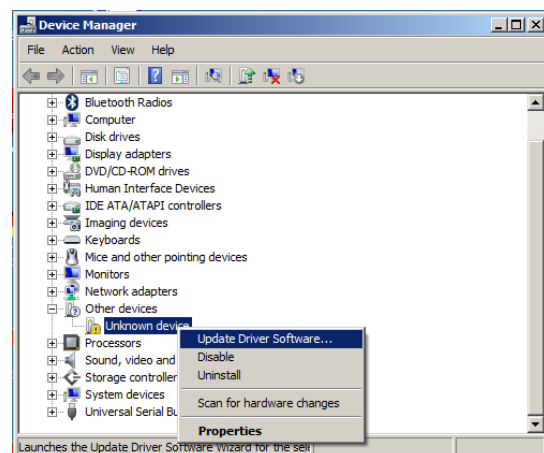 Device Manager
File Action View Help
Bluetooth Radios
Computer
Disk drives
Display adapters
DVD/CD-ROM drives
Human Interface Devices
IDE ATA/ATAPI controllers
Imaging devices
Keyboards
Mice and other pointing devices
Monitors
Network adapters
Other devices
Unknown device
Update Driver Software...
Processors
Disable
Sound, video and
Uninstall
Storage controller
System devices
Scan for hardware changes
Universal Serial Bu
Properties
Launches the Update Driver Software Wizard for the sele